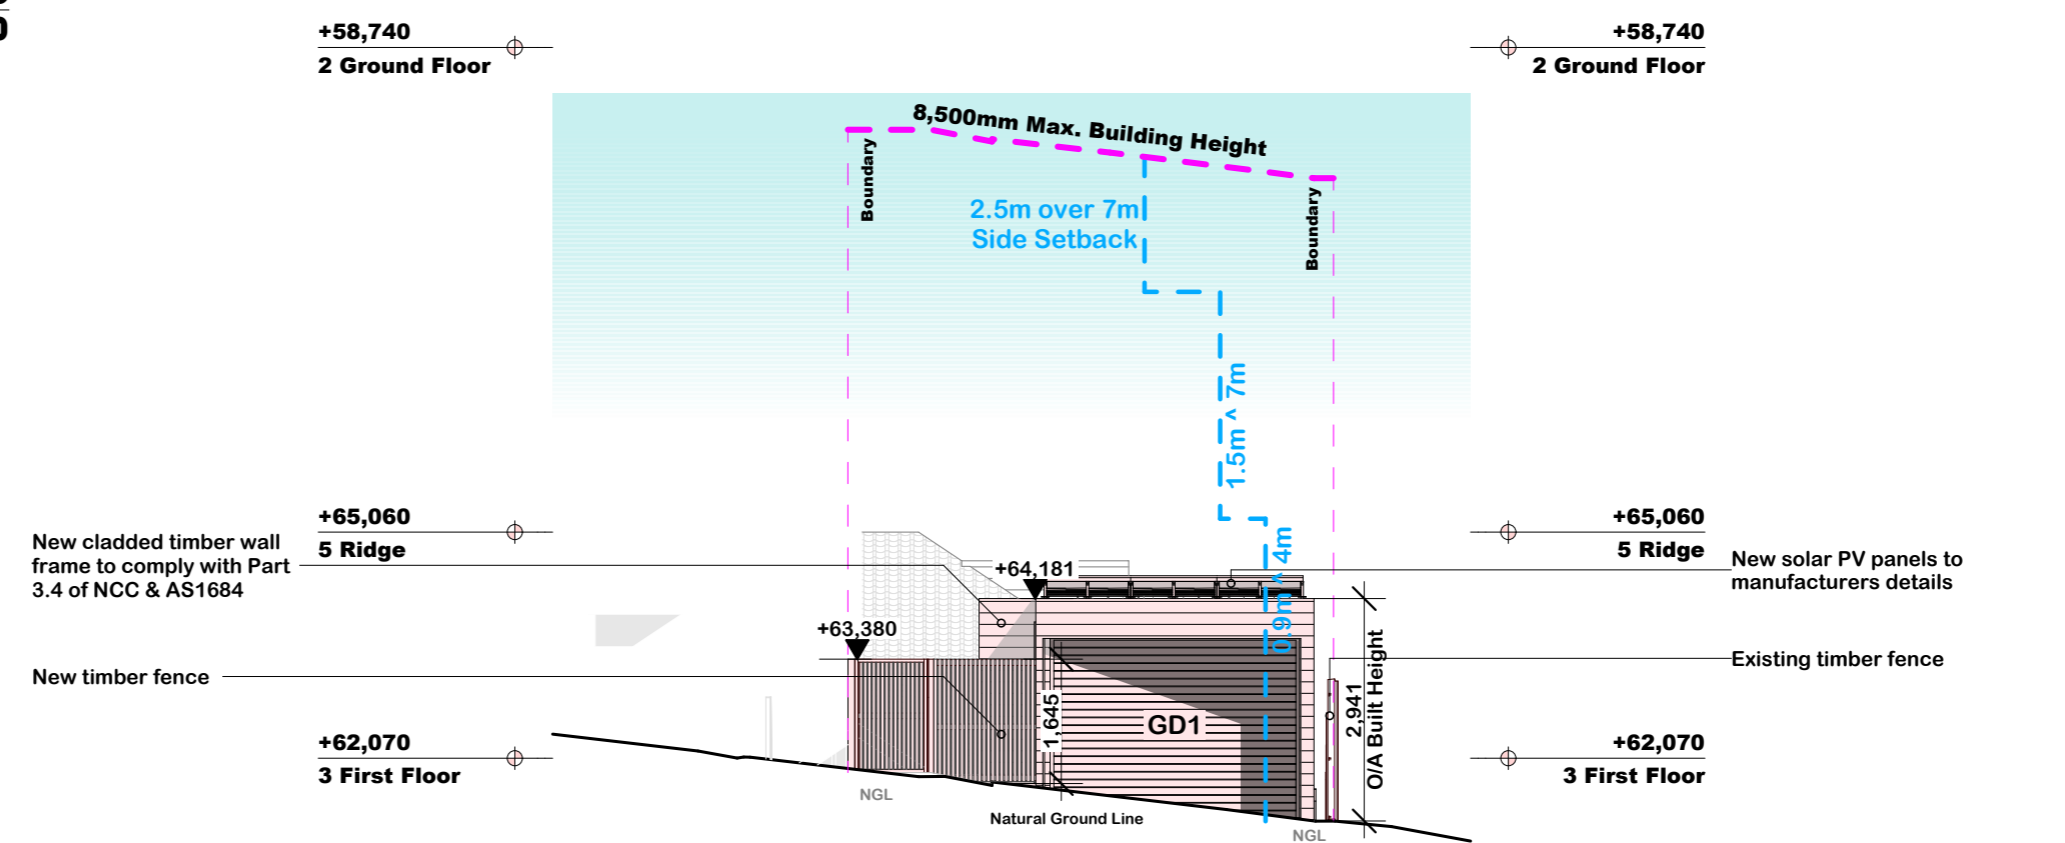 +58,740
2 Ground Floor
+58,740
2 Ground Floor
8,500mm Max. Building Height
Boundary
2.5m over 7m
Side Setback
Boundary
1.5m ^ 7m
+65,060
5 Ridge
+65,060
5 Ridge
New cladded timber wall
frame to comply with Part
3.4 of NCC & AS1684
+64,181
0.9m ^ 4m
New solar PV panels to
manufacturers details
+63,380
New timber fence
1,645
GD1
2,941
O/A Built Height
Existing timber fence
+62,070
3 First Floor
+62,070
3 First Floor
NGL
Natural Ground Line
NGL